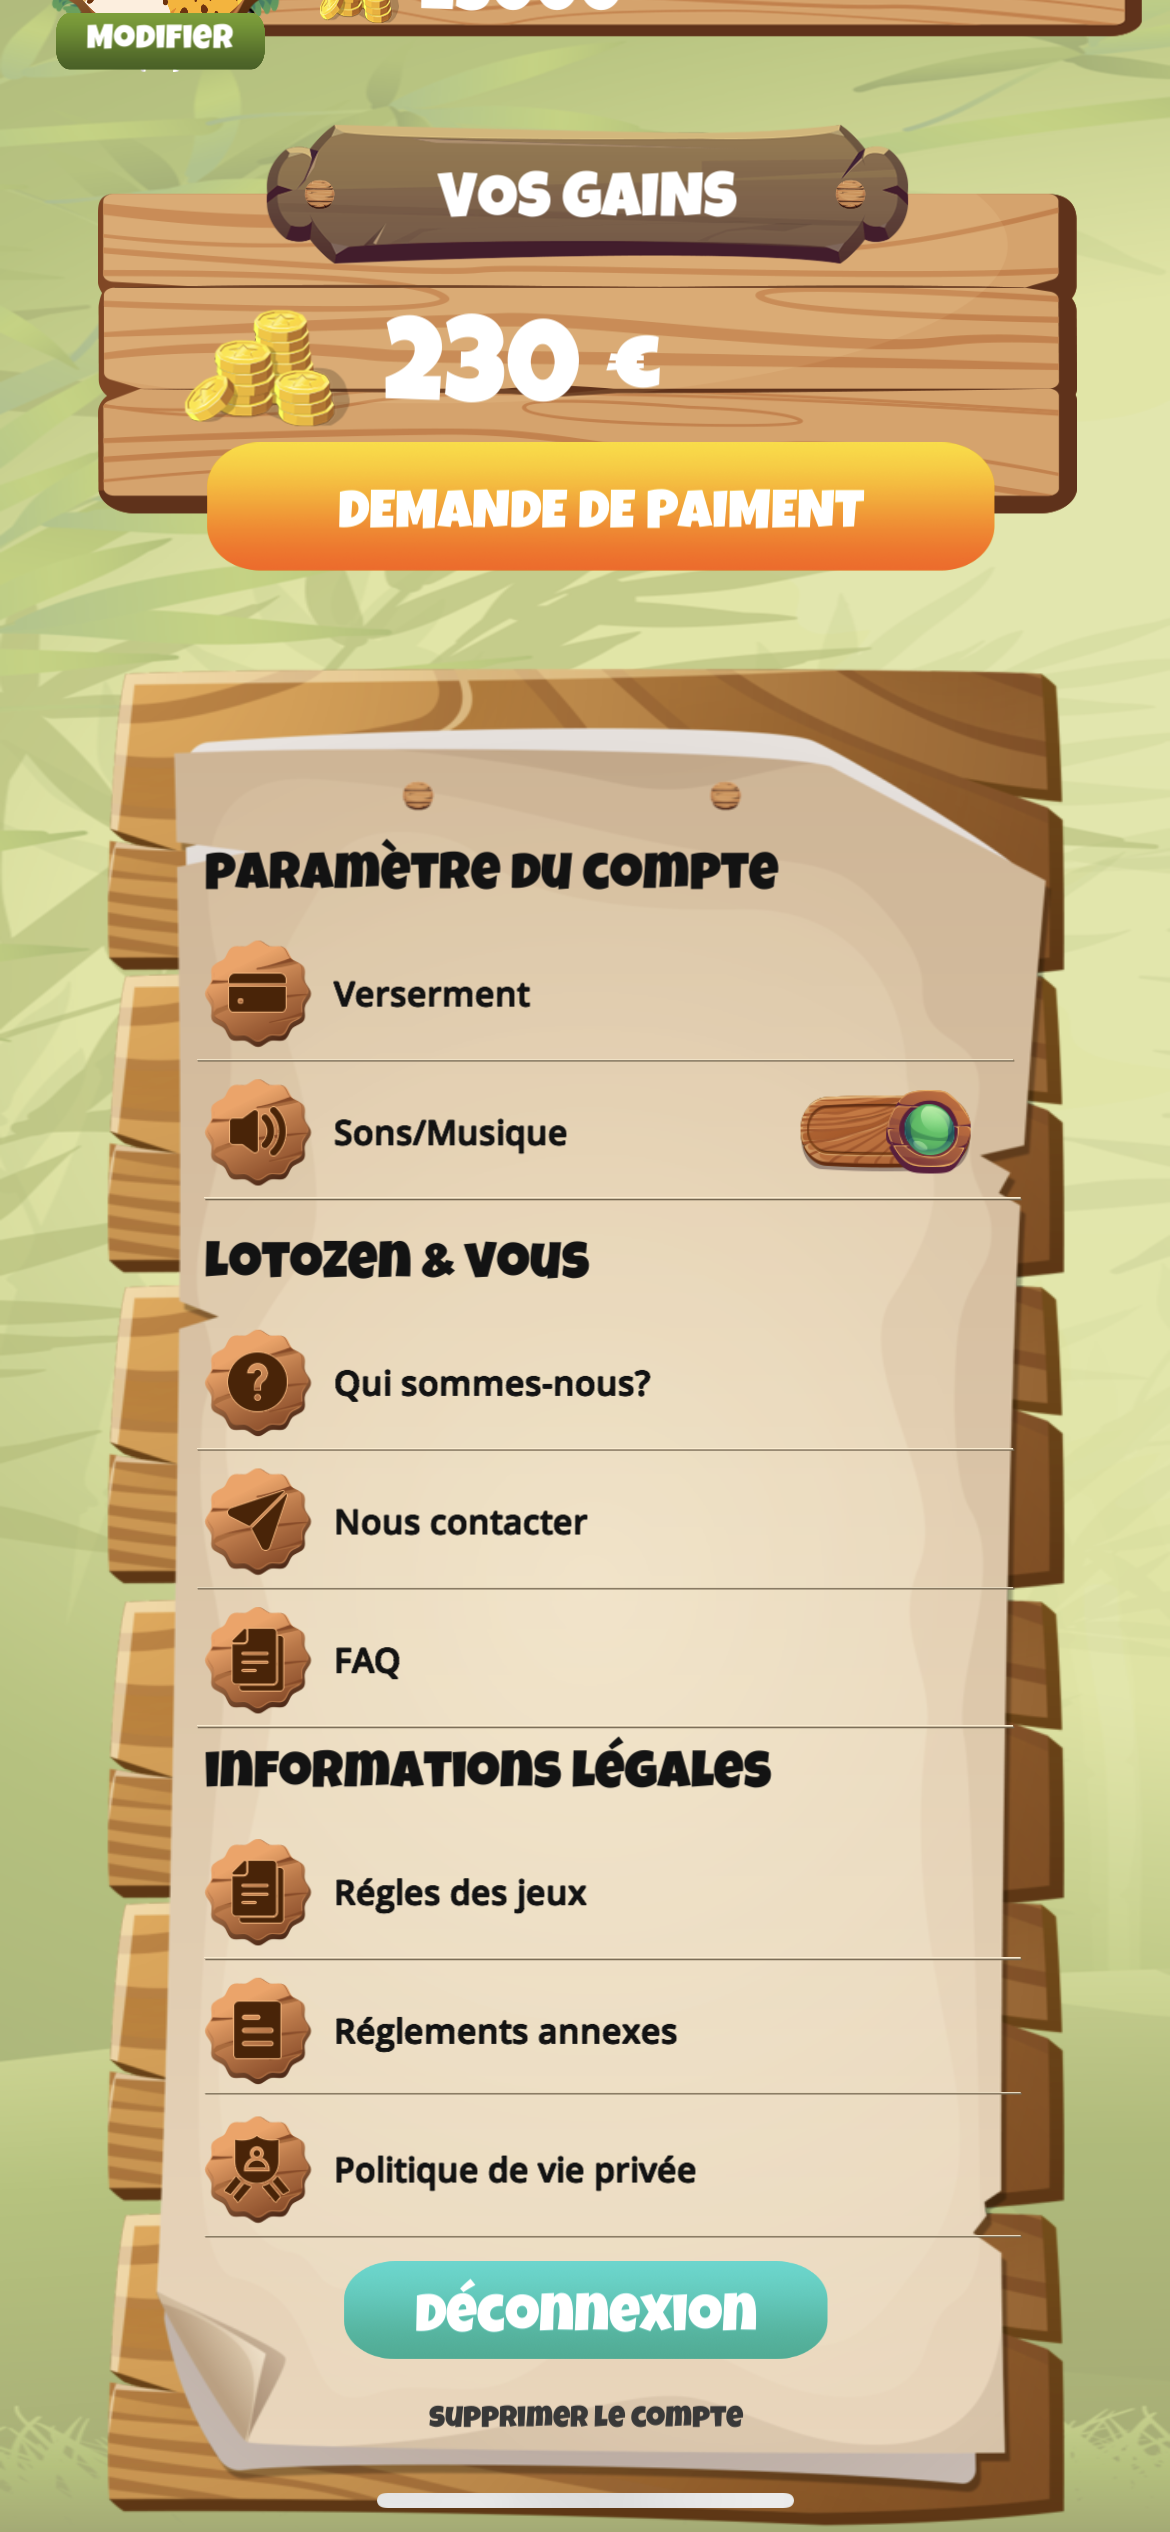 MODIFIER
VOS GAINS
230 €
DEMANDE DE PAIMENT
Paramètre du compte
Verserment
Sons/Musique
Lotozen & vous
Qui sommes-nous?
Nous contacter
FAQ
Informations légales
Régles des jeux
Réglements annexes
Politique de vie privée
Déconnexion
Supprimer le compte